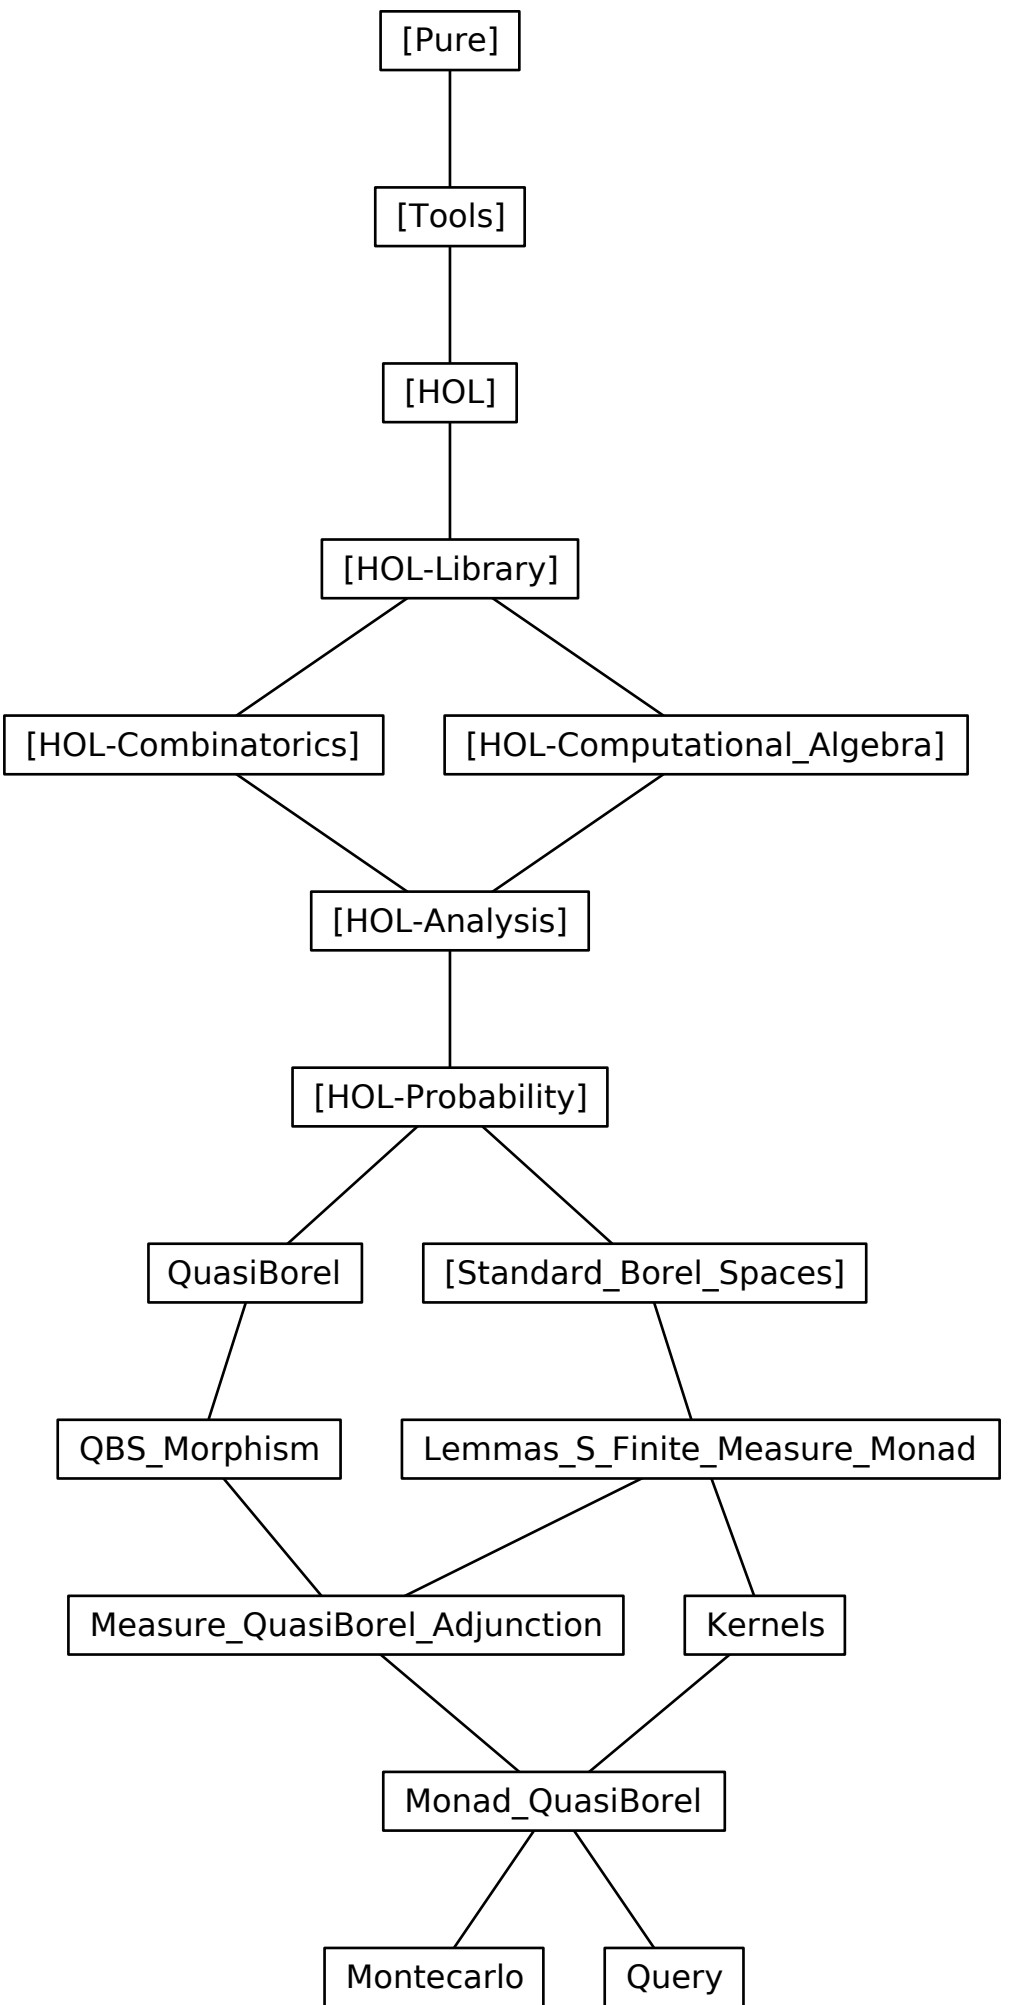 [Pure]
[Tools]
[HOL]
[HOL-Library]
[HOL-Combinatorics]
[HOL-Computational_Algebra]
[HOL-Analysis]
[HOL-Probability]
QuasiBorel
[Standard_Borel_Spaces]
QBS_Morphism
Lemmas_S_Finite_Measure_Monad
Measure_QuasiBorel_Adjunction
Kernels
Monad_QuasiBorel
Montecarlo
Query